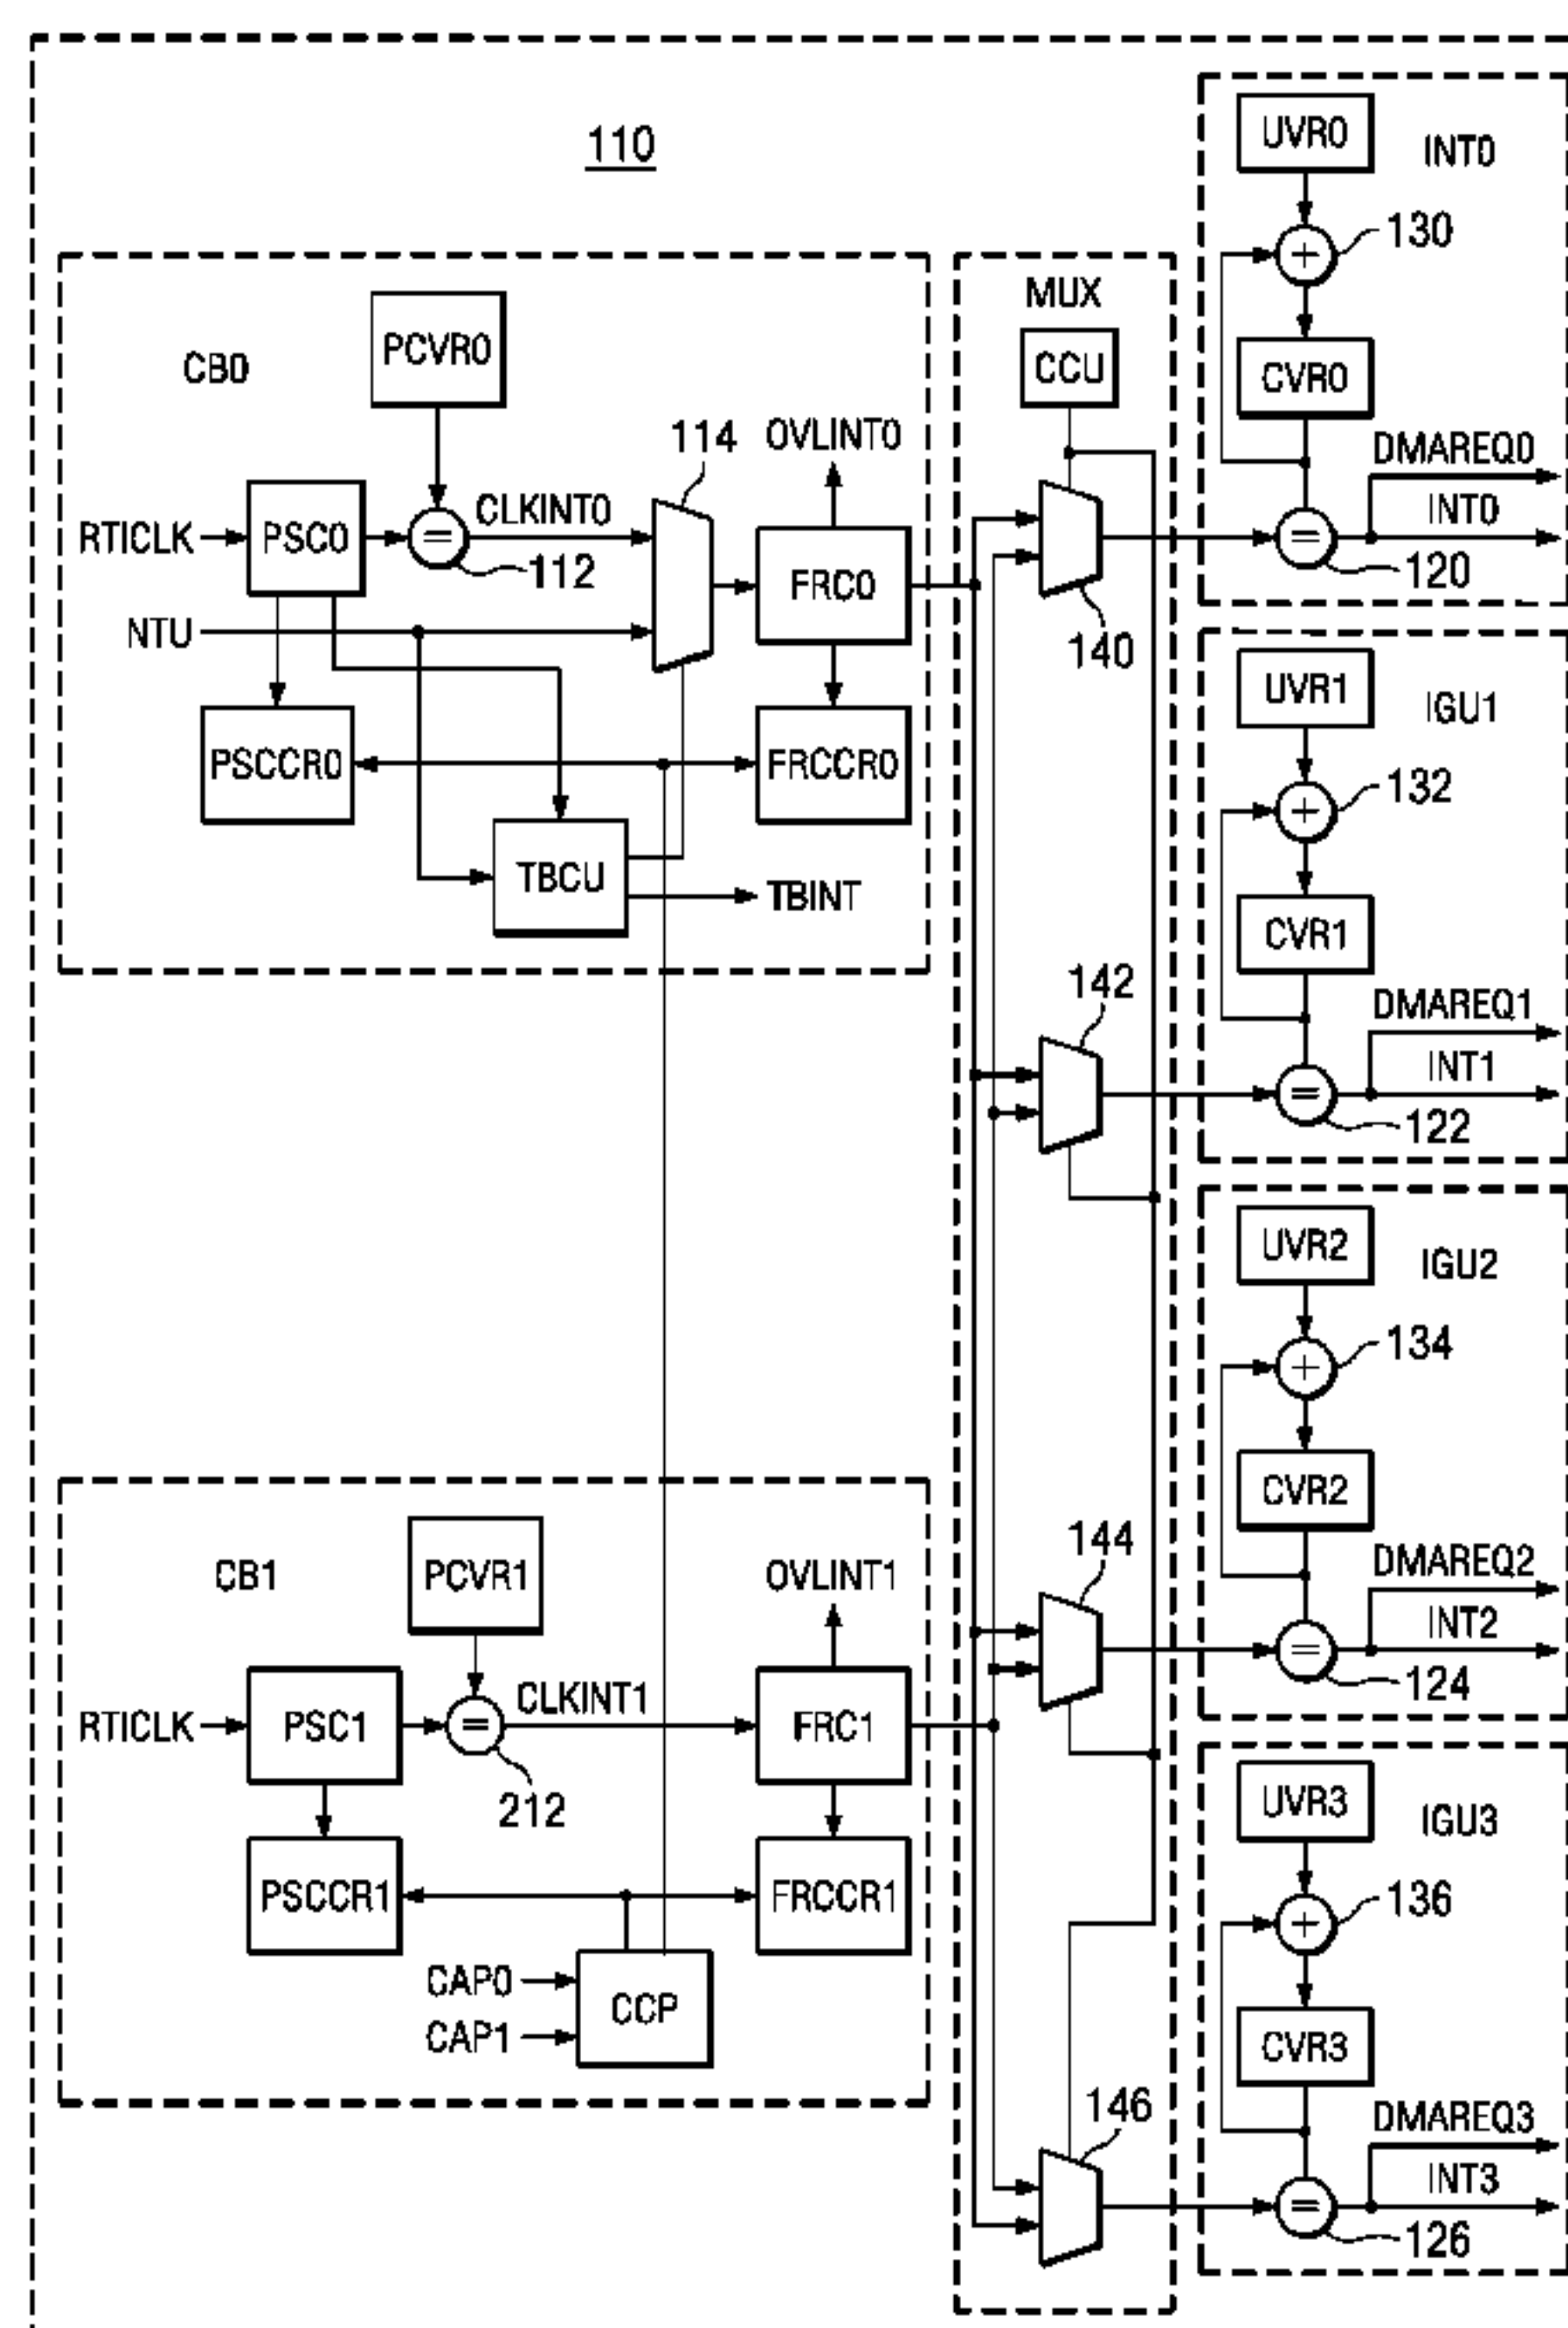 110
UVR0
INT0
130
CVR0
DMAREQ0
INT0
120
CB0
PCVR0
114
OVLINT0
RTICLK
PSC0
=
CLKINT0
112
FRC0
NTU
PSCCR0
FRCCR0
TBCU
TBINT
MUX
CCU
140
142
144
146
UVR1
IGU1
132
CVR1
DMAREQ1
INT1
122
UVR2
IGU2
134
CVR2
DMAREQ2
INT2
124
CB1
PCVR1
OVLINT1
RTICLK
PSC1
=
CLKINT1
212
FRC1
PSCCR1
FRCCR1
CAP0
CAP1
CCP
UVR3
IGU3
136
CVR3
DMAREQ3
INT3
126